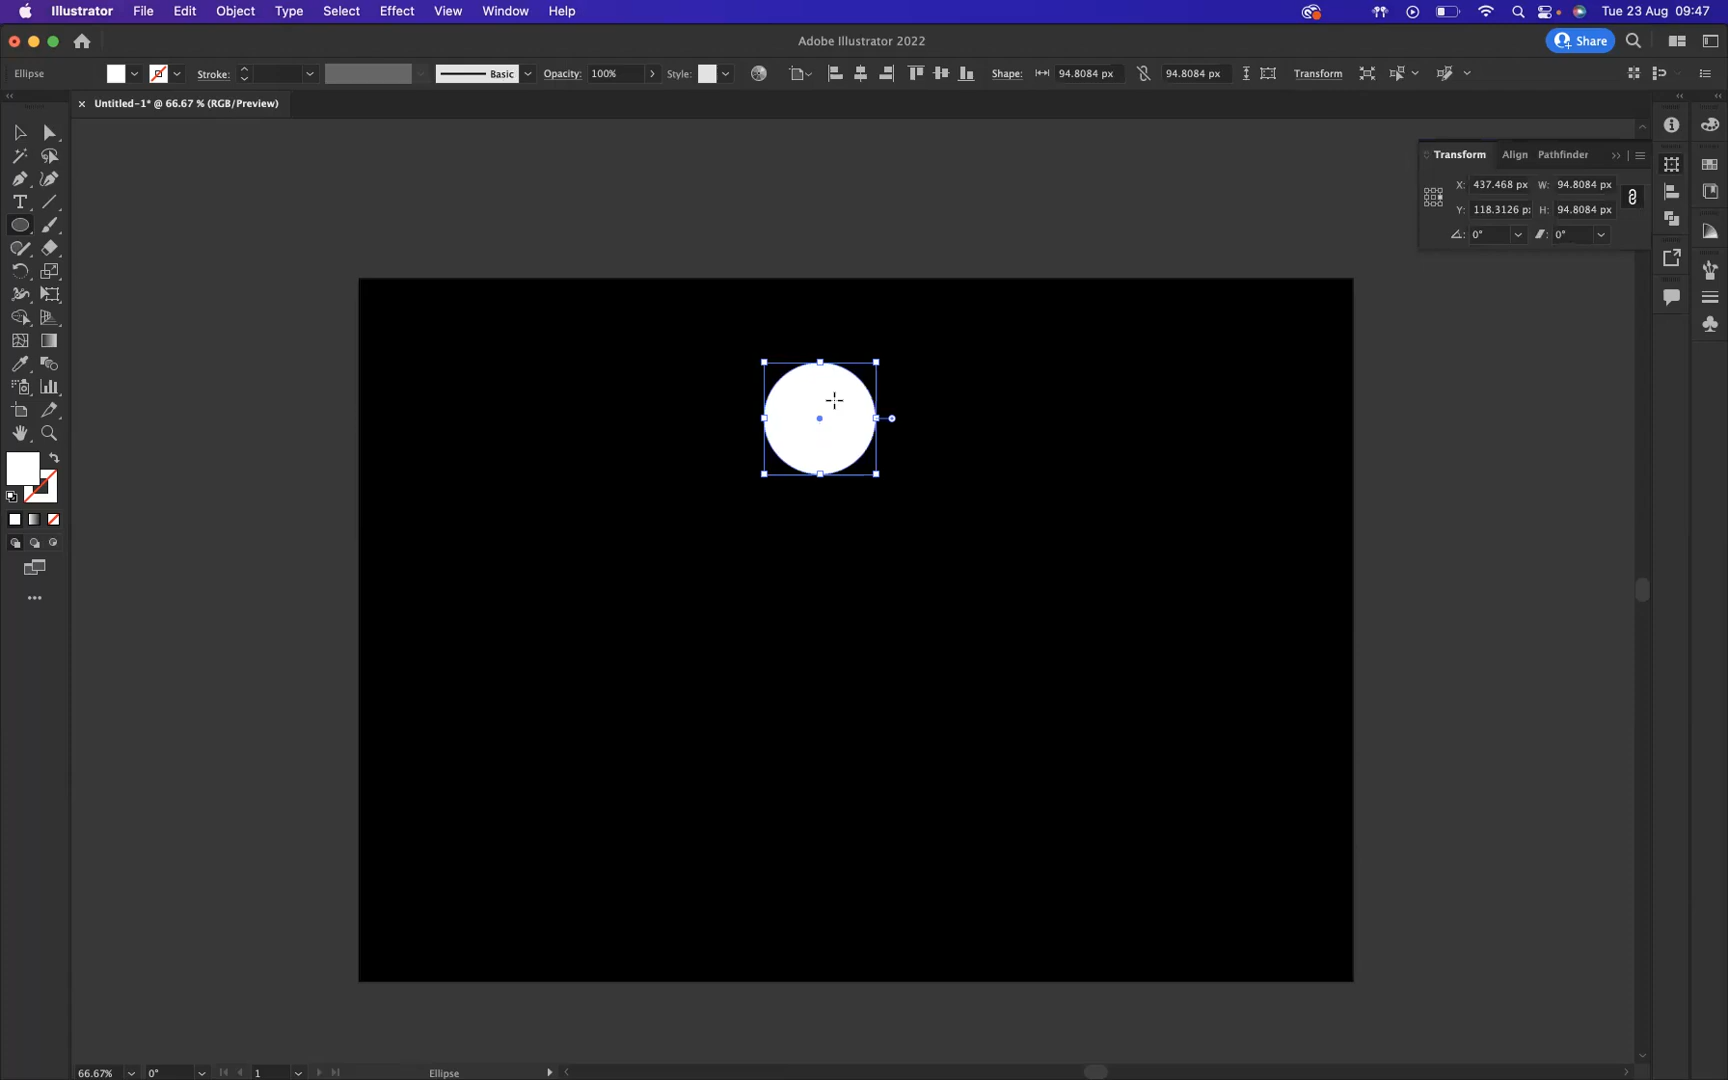 Illustrator File Edit Object Type Select Effect View Window Help Tue 23 Aug 09:47
Adobe Illustrator 2022 Share
Ellipse Stroke: Basic Opacity: 100% Style: Shape: 94.8084 px 94.8084 px Transform
× Untitled-1* @ 66.67 % (RGB/Preview)
Transform Align Pathfinder
X: 437.468 px W: 94.8084 px
Y: 118.3126 px H: 94.8084 px
0° 0°
T
66.67% 0° 1 Ellipse